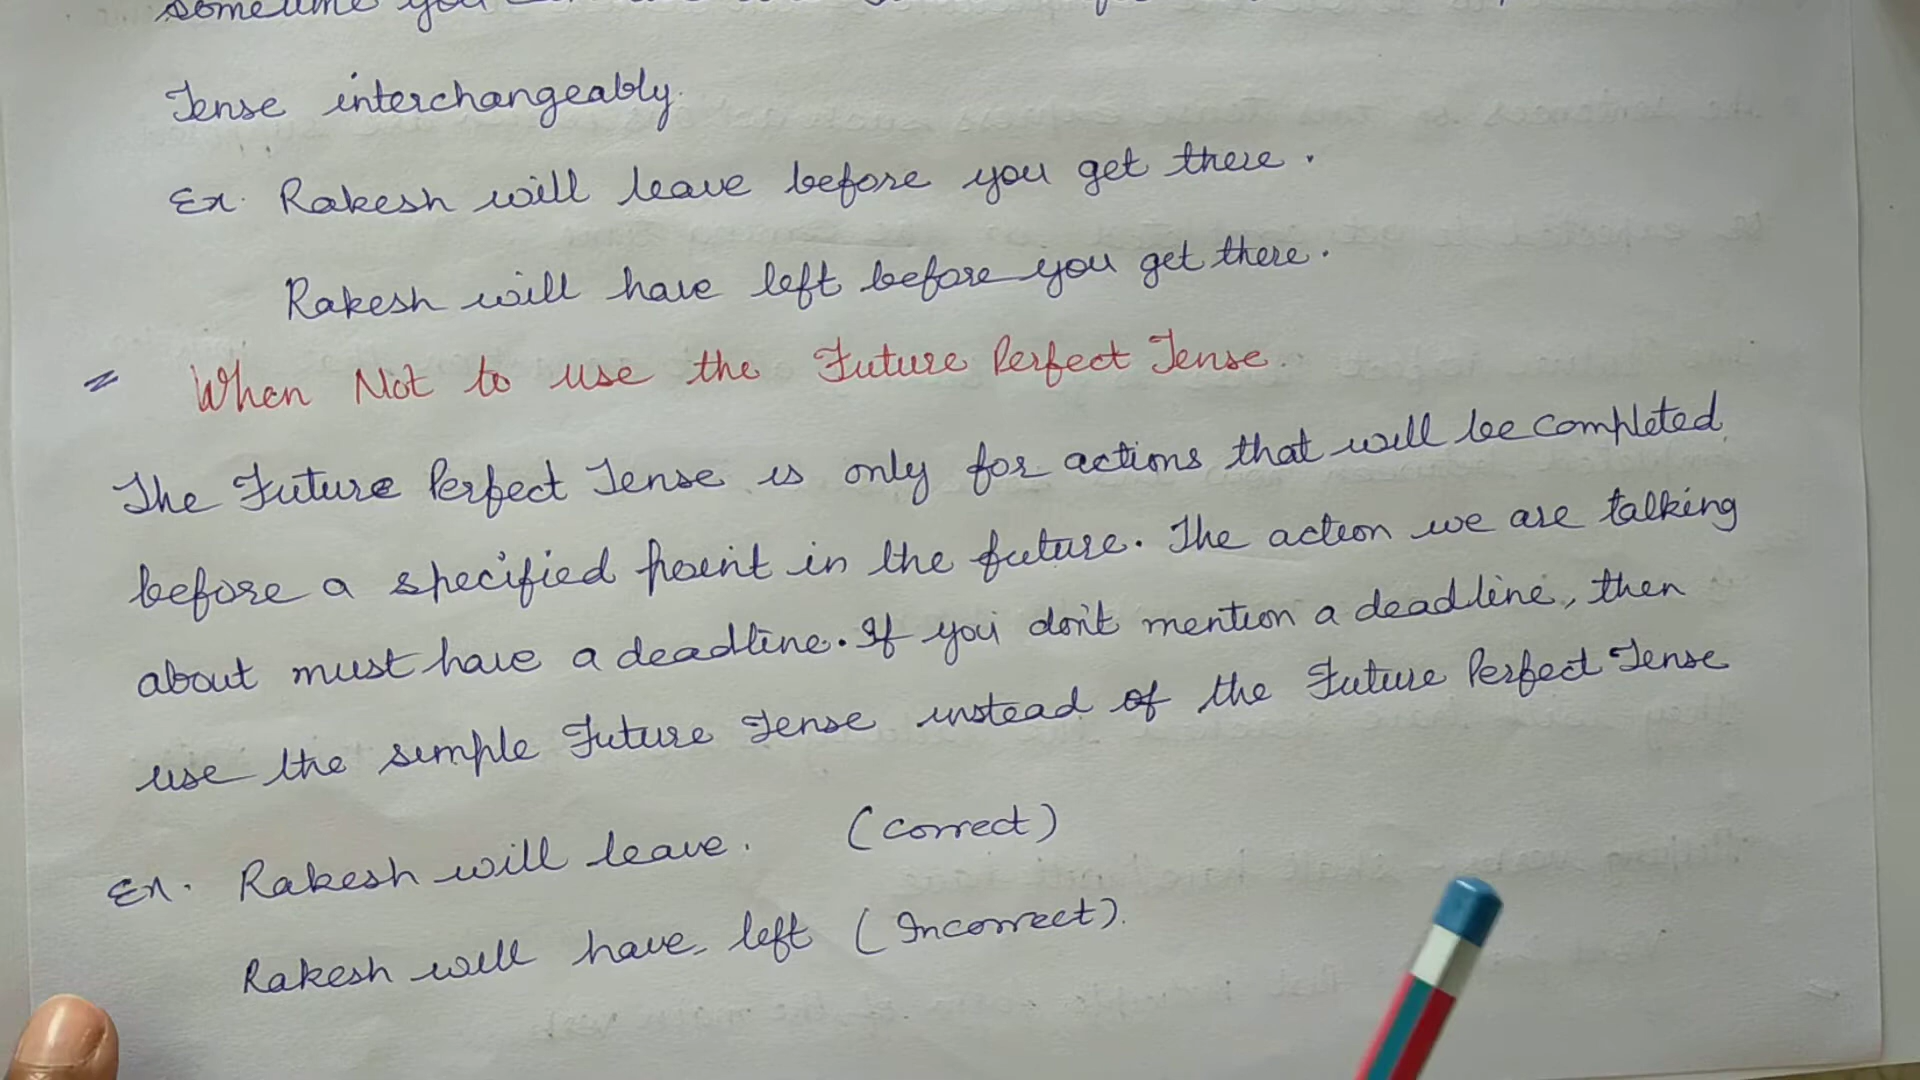 sometime you
Tense interchangeably.
Ex. Rakesh will leave before you get there.
Rakesh will have left before you get there.
= When Not to use the Future Perfect Tense.
The Future Perfect Tense is only for actions that will be completed
before a specified point in the future. The action we are talking
about must have a deadline. If you don't mention a deadline, then
use the simple Future Tense instead of the Future Perfect Tense
Ex. Rakesh will leave. (Correct)
Rakesh will have left (Incorrect).